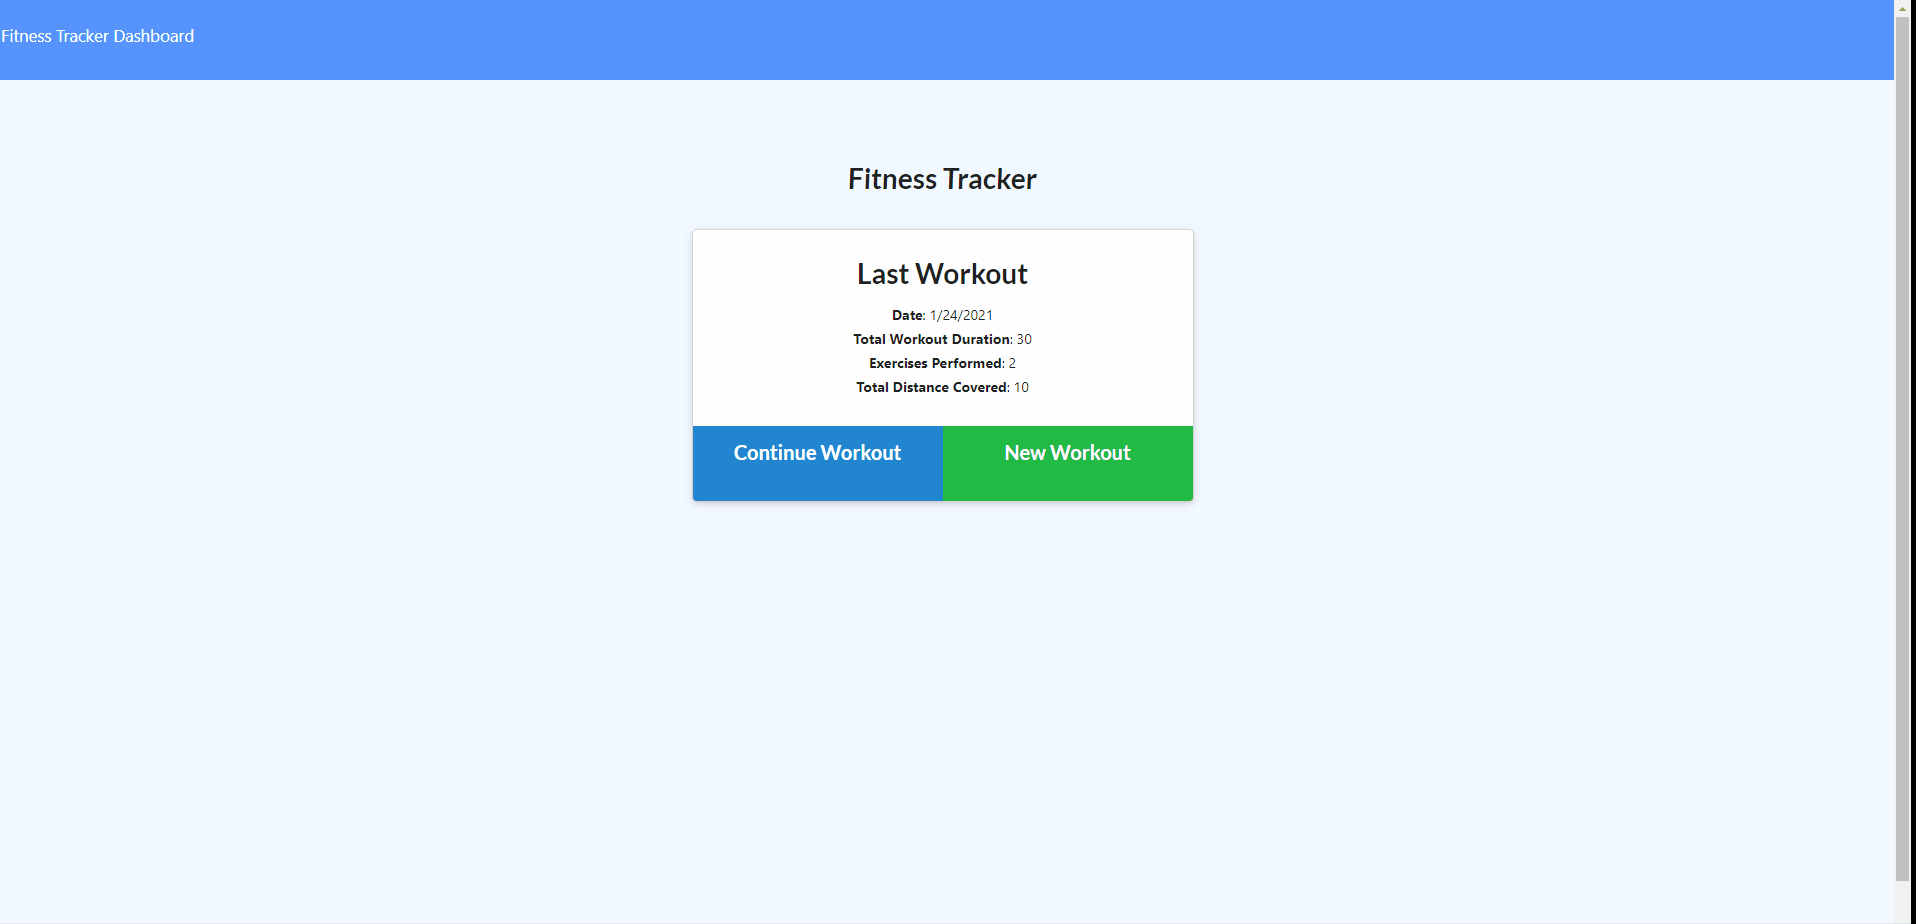 Fitness Tracker Dashboard
Fitness Tracker
Last Workout
Date: 1/24/2021
Total Workout Duration: 30
Exercises Performed: 2
Total Distance Covered: 10
Continue Workout New Workout